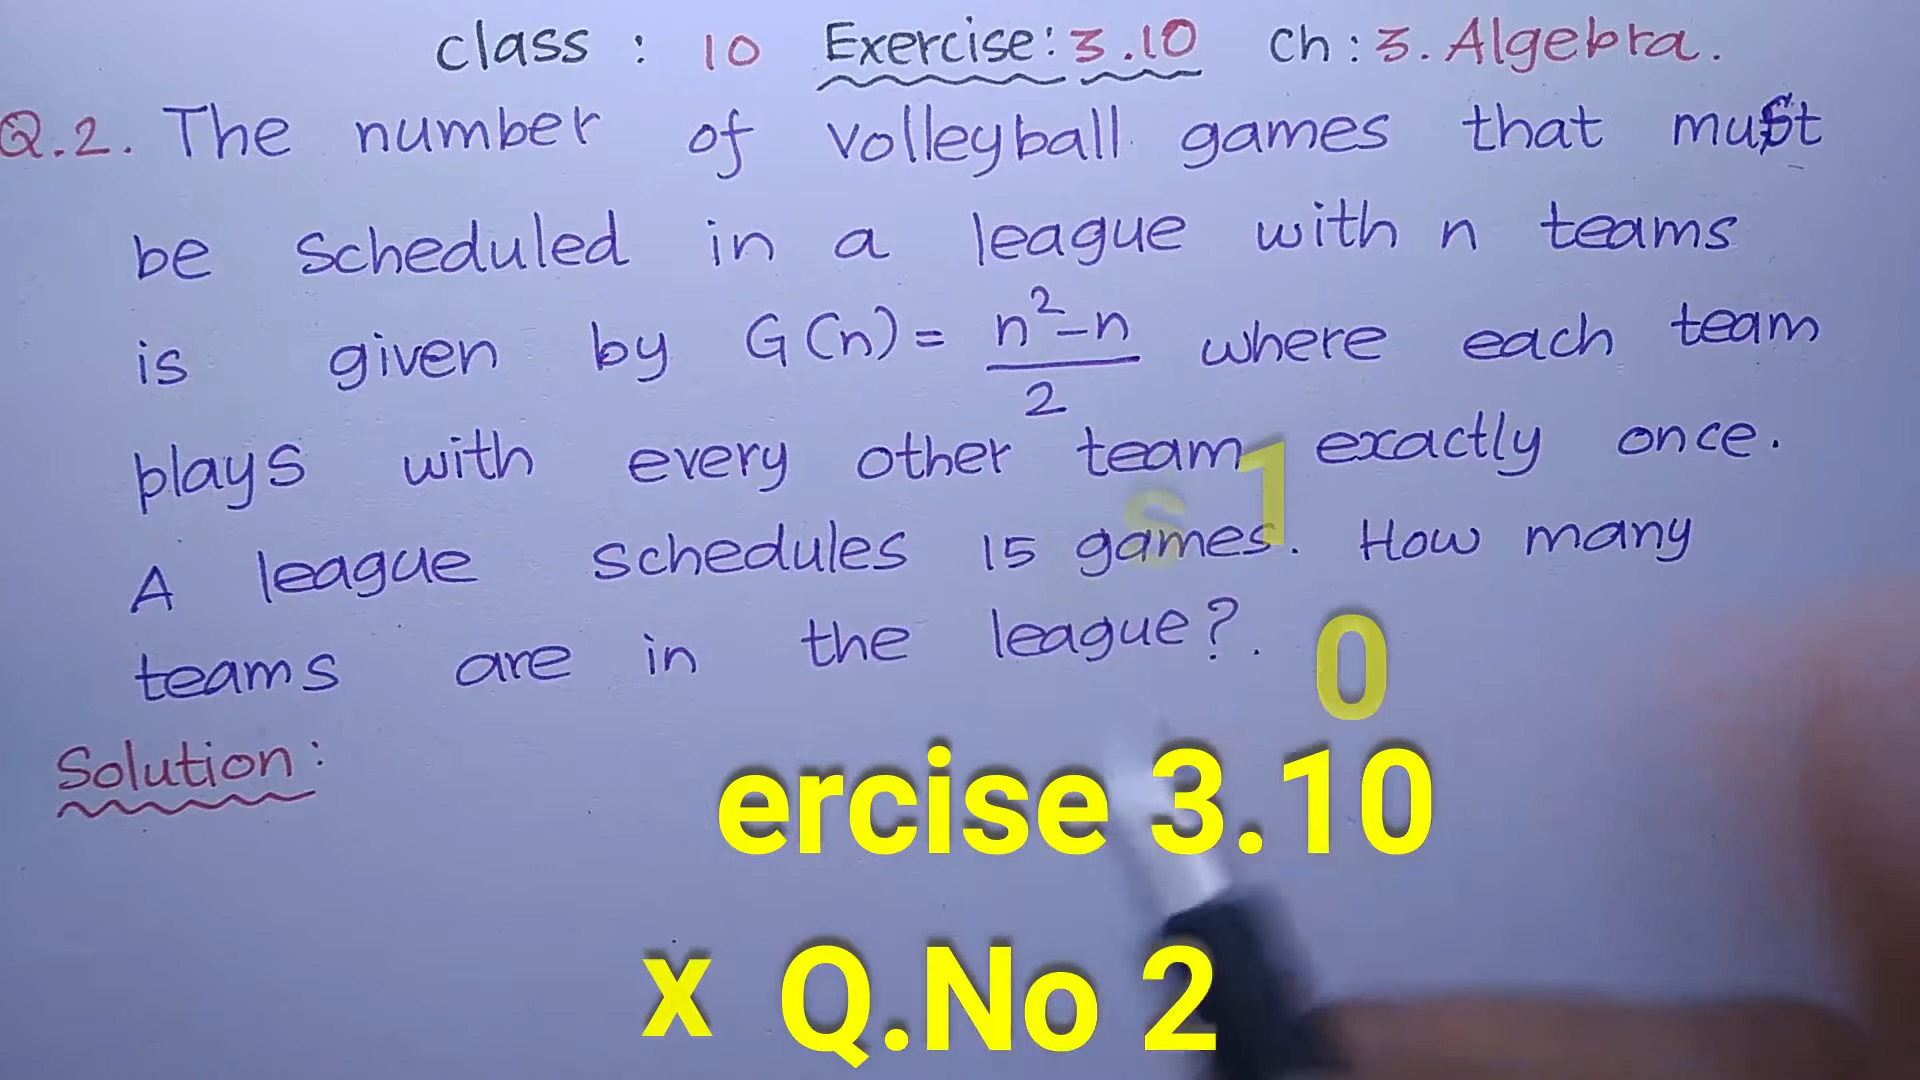 class : 10 Exercise: 3.10 Ch: 3. Algebra.
Q.2. The number of volleyball games that must
be scheduled in a league with n teams
is given by G(n) = n²-n/2 where each team
plays with every other team exactly once.
A league schedules 15 games. How many
teams are in the league?.
Solution:
s 1
0
ercise 3.10
x Q.No 2